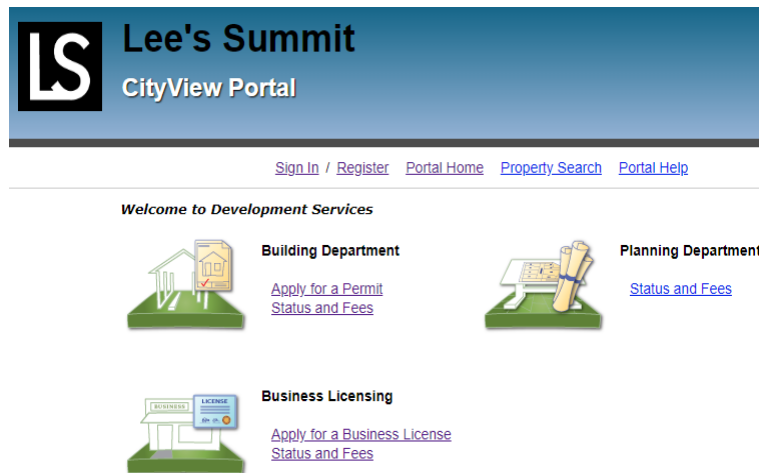 LS
Lee's Summit
CityView Portal
Sign In / Register Portal Home Property Search Portal Help
Welcome to Development Services
Building Department
Apply for a Permit
Status and Fees
Planning Department
Status and Fees
BUSINESS
LICENSE
Business Licensing
Apply for a Business License
Status and Fees